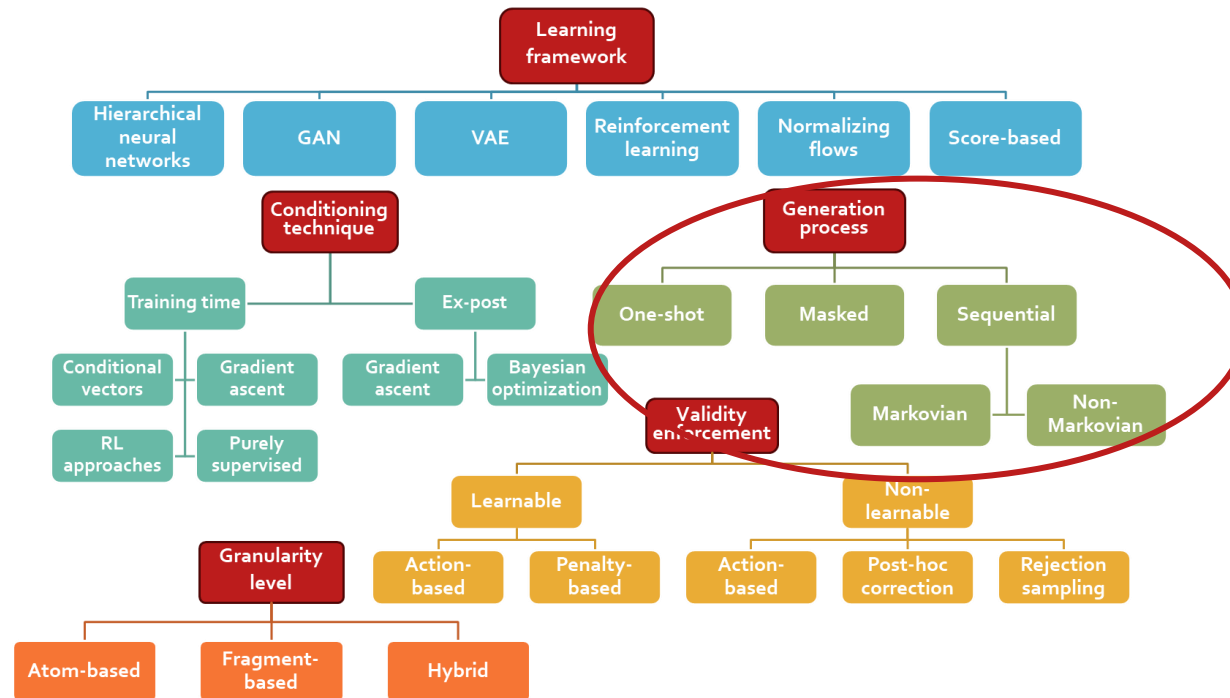 Learning
framework
Hierarchical
neural
networks
GAN
VAE
Reinforcement
learning
Normalizing
flows
Score-based
Conditioning
technique
Training time
Ex-post
Conditional
vectors
Gradient
ascent
Gradient
ascent
Bayesian
optimization
RL
approaches
Purely
supervised
Generation
process
One-shot
Masked
Sequential
Markovian
Non-
Markovian
Validity
enforcement
Learnable
Non-
learnable
Action-
based
Penalty-
based
Action-
based
Post-hoc
correction
Rejection
sampling
Granularity
level
Atom-based
Fragment-
based
Hybrid